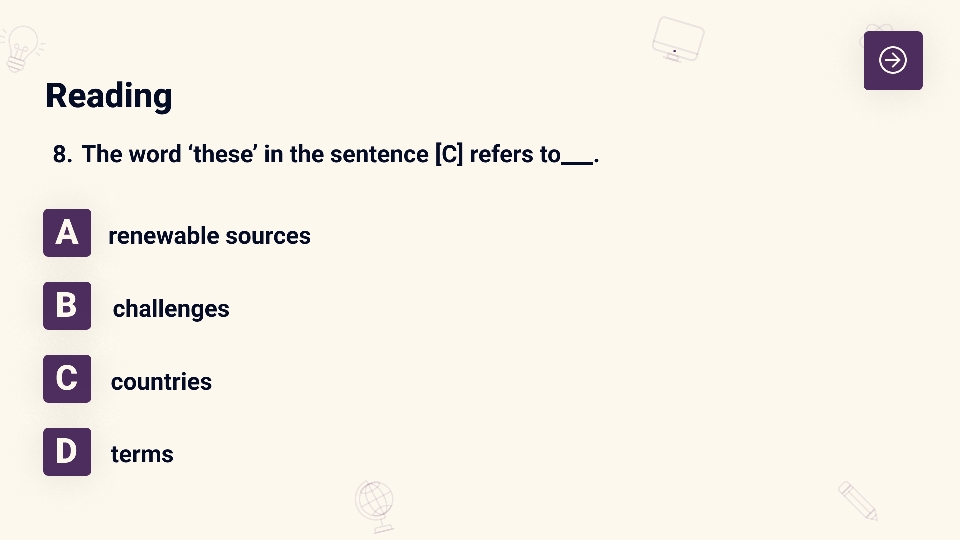 Reading
8. The word ‘these’ in the sentence [C] refers to___.
A renewable sources
B challenges
C countries
D terms